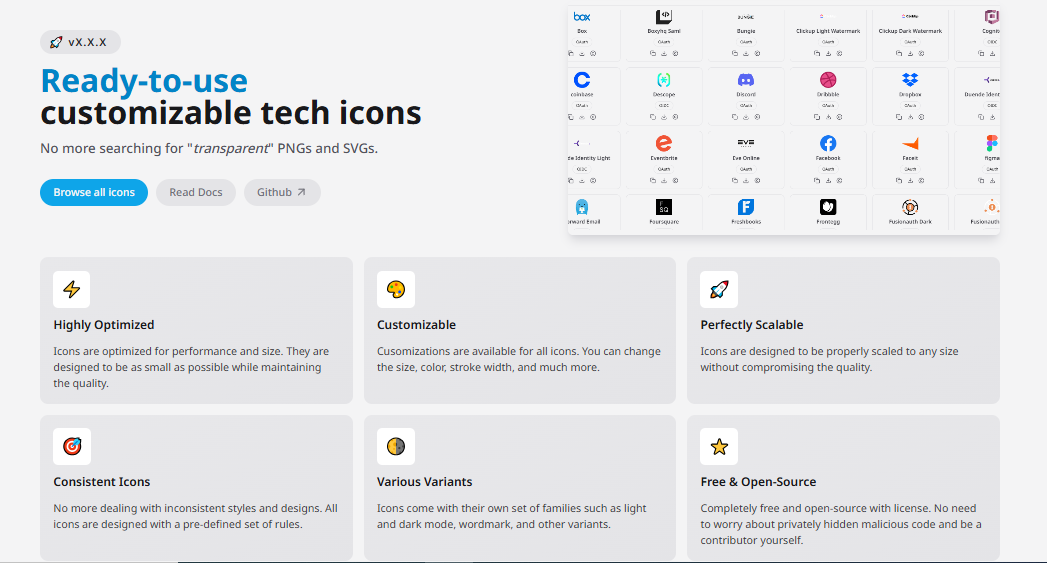 vX.X.X
Ready-to-use
customizable tech icons
No more searching for "transparent" PNGs and SVGs.
Browse all icons
Read Docs
Github
box
BUNGIE
Box
Boxyhq Saml
Bungie
Clickup Light Watermark
Clickup Dark Watermark
Cognit
OAuth
OAuth
OAuth
OAuth
OIDC
coinbase
Descope
Discord
Dribbble
Dropbox
Duende Ident
OAuth
OIDC
OAuth
OAuth
OAuth
OIDC
EVE
de Identity Light
Eventbrite
Eve Online
Facebook
Faceit
figma
OIDC
OAuth
OAuth
OAuth
OAuth
OAuth
FSQ
orward Email
Foursquare
Freshbooks
Frontegg
Fusionauth Dark
Fusionauth L
Highly Optimized
Icons are optimized for performance and size. They are
designed to be as small as possible while maintaining
the quality.
Customizable
Cusomizations are available for all icons. You can change
the size, color, stroke width, and much more.
Perfectly Scalable
Icons are designed to be properly scaled to any size
without compromising the quality.
Consistent Icons
No more dealing with inconsistent styles and designs. All
icons are designed with a pre-defined set of rules.
Various Variants
Icons come with their own set of families such as light
and dark mode, wordmark, and other variants.
Free & Open-Source
Completely free and open-source with license. No need
to worry about privately hidden malicious code and be a
contributor yourself.